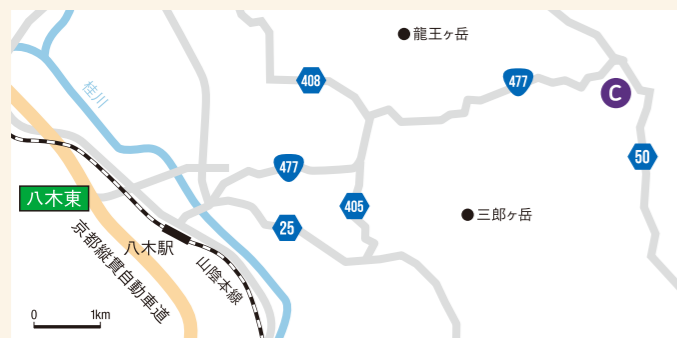 龍王ヶ岳
408
477
C
桂川
50
477
八木東
405
三郎ヶ岳
25
八木駅
山陰本線
京都縦貫自動車道
0 1km